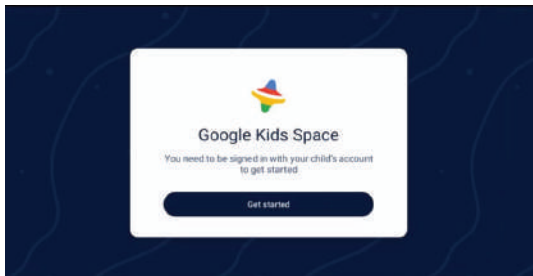 Google Kids Space
You need to be signed in with your child's account
to get started
Get started